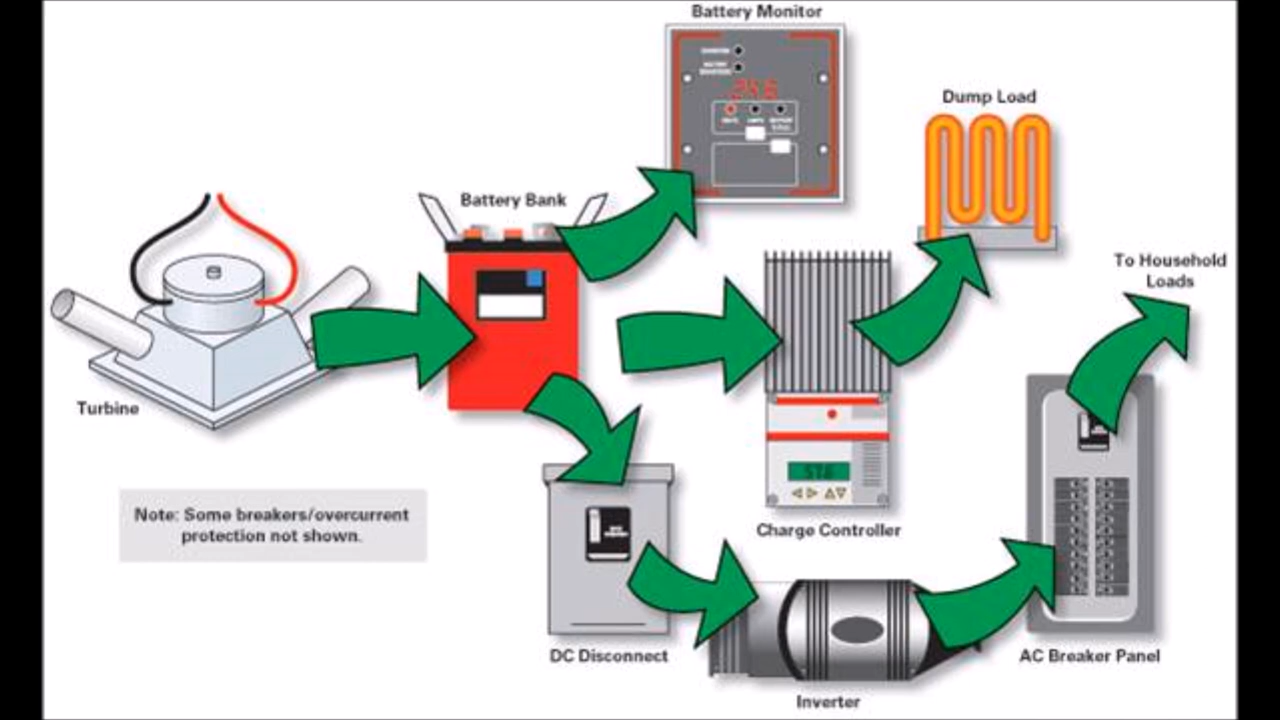 Battery Monitor
Dump Load
Battery Bank
To Household
Loads
Turbine
Note: Some breakers/overcurrent
protection not shown.
Charge Controller
DC Disconnect
AC Breaker Panel
Inverter